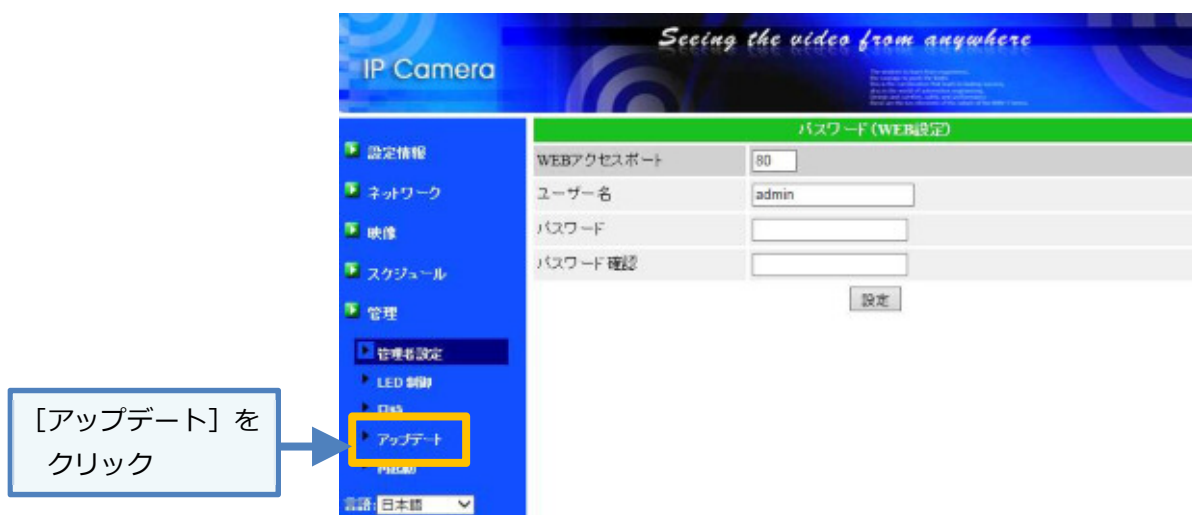 Seeing the video from anywhere
IP Camera
パスワード(WEB設定)
設定情報
WEBアクセスポート
80
ネットワーク
ユーザー名
admin
映像
パスワード
スケジュール
パスワード確認
管理
設定
管理者設定
LED 制御
日時
［アップデート］を
クリック
アップデート
再起動
言語: 日本語